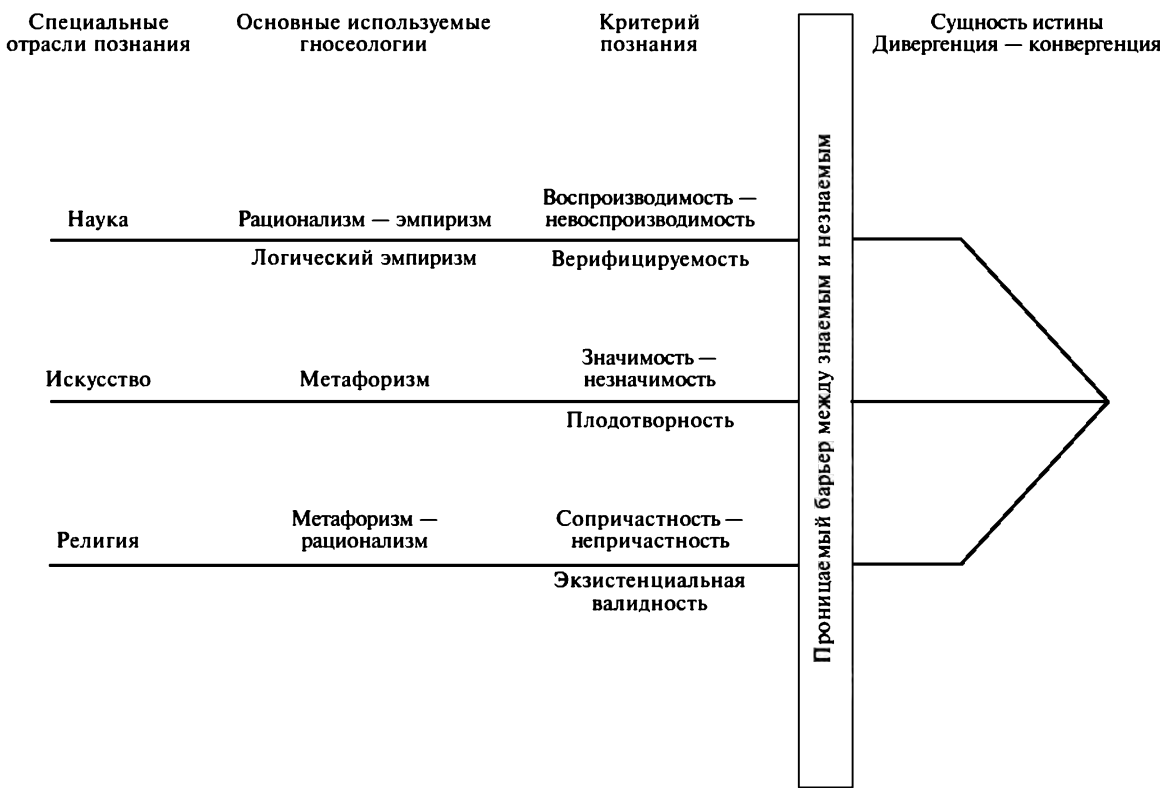 Специальные
отрасли познания
Основные используемые
гносеологии
Критерий
познания
Сущность истины
Дивергенция — конвергенция
Наука
Рационализм — эмпиризм
Логический эмпиризм
Воспроизводимость —
невоспроизводимость
Верифицируемость
Искусство
Метафоризм
Значимость —
незначимость
Плодотворность
Религия
Метафоризм —
рационализм
Сопричастность —
непричастность
Экзистенциальная
валидность
Проницаемый барьер между знаемым и незнаемым